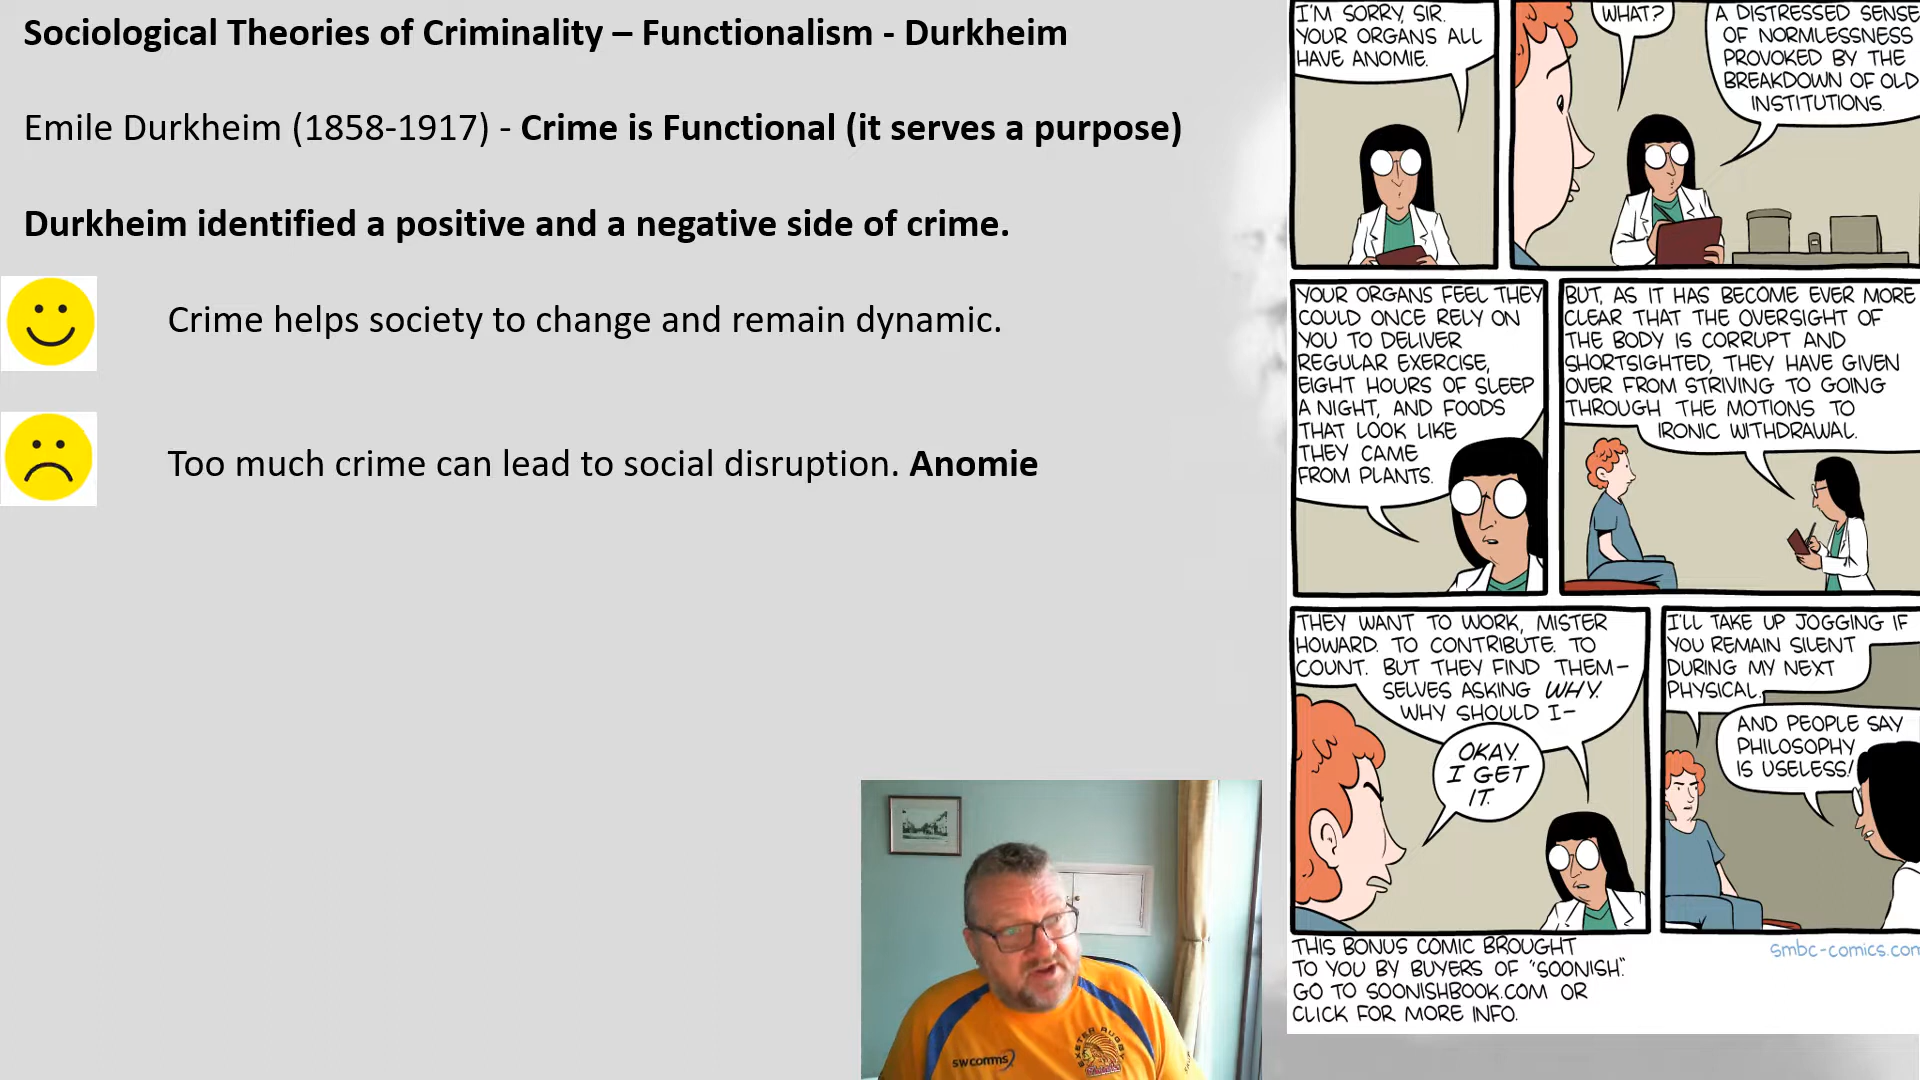 Sociological Theories of Criminality – Functionalism - Durkheim
Emile Durkheim (1858-1917) - Crime is Functional (it serves a purpose)
Durkheim identified a positive and a negative side of crime.
Crime helps society to change and remain dynamic.
Too much crime can lead to social disruption. Anomie
I'M SORRY, SIR.
YOUR ORGANS ALL
HAVE ANOMIE.
WHAT?
A DISTRESSED SENSE
OF NORMLESSNESS
PROVOKED BY THE
BREAKDOWN OF OLD
INSTITUTIONS.
YOUR ORGANS FEEL THEY
COULD ONCE RELY ON
YOU TO DELIVER
REGULAR EXERCISE,
EIGHT HOURS OF SLEEP
A NIGHT, AND FOODS
THAT LOOK LIKE
THEY CAME
FROM PLANTS.
BUT, AS IT HAS BECOME EVER MORE
CLEAR THAT THE OVERSIGHT OF
THE BODY IS CORRUPT AND
SHORTSIGHTED, THEY HAVE GIVEN
OVER FROM STRIVING TO GOING
THROUGH THE MOTIONS TO
IRONIC WITHDRAWAL.
THEY WANT TO WORK, MISTER
HOWARD. TO CONTRIBUTE. TO
COUNT. BUT THEY FIND THEM-
SELVES ASKING WHY.
WHY SHOULD I-
OKAY.
I GET
IT.
I'LL TAKE UP JOGGING IF
YOU REMAIN SILENT
DURING MY NEXT
PHYSICAL.
AND PEOPLE SAY
PHILOSOPHY
IS USELESS!
THIS BONUS COMIC BROUGHT
TO YOU BY BUYERS OF "SOONISH".
GO TO SOONISHBOOK.COM OR
CLICK FOR MORE INFO.
smbc-comics.com
swcomms
EXETER RUGBY